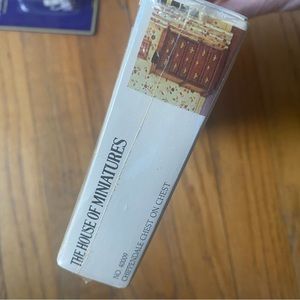 THE HOUSE OF MINIATURES
NO. 40009
CHIPPENDALE CHEST ON CHEST